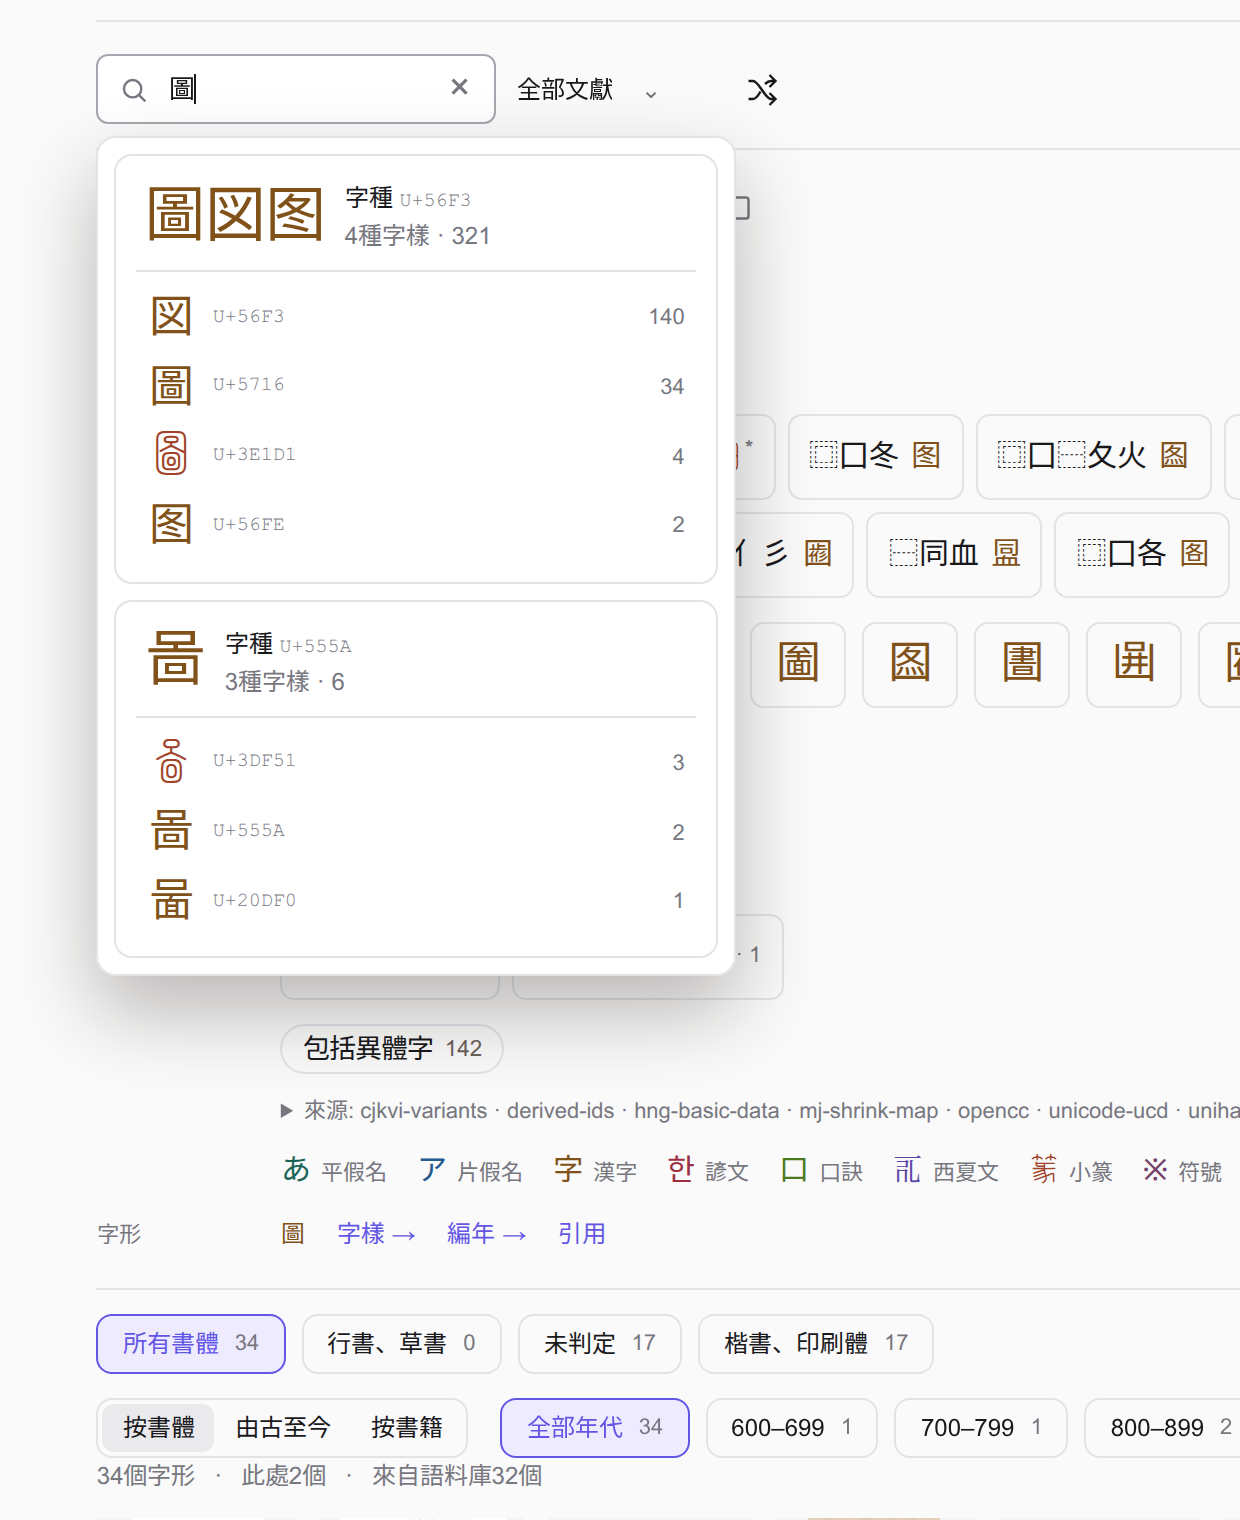 圖
全部文獻
圖図图 字種 U+56F3
4種字樣 · 321
図 U+56F3 140
圖 U+5716 34
U+3E1D1 4
图 U+56FE 2
啚 字種 U+555A
3種字樣 · 6
U+3DF51 3
啚 U+555A 2
U+20DF0 1
*
⿴囗冬 图
⿴囗⿱夂火
彡
⿱同血
⿴囗各
· 1
包括異體字 142
▶ 來源: cjkvi-variants · derived-ids · hng-basic-data · mj-shrink-map · opencc · unicode-ucd · uniha
あ 平假名 ア 片假名 字 漢字 한 諺文 口 口訣 西夏文 篆 小篆 ※ 符號
字形 圖 字樣 → 編年 → 引用
所有書體 34 行書、草書 0 未判定 17 楷書、印刷體 17
按書體 由古至今 按書籍 全部年代 34 600–699 1 700–799 1 800–899 2
34個字形 · 此處2個 · 來自語料庫32個